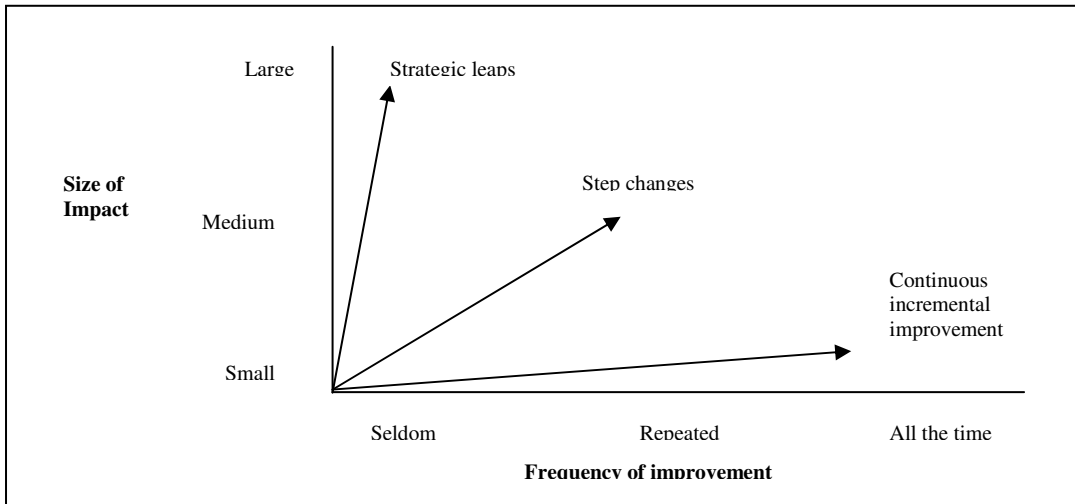 Large
Strategic leaps
Size of
Impact
Step changes
Medium
Continuous
incremental
improvement
Small
Seldom
Repeated
All the time
Frequency of improvement